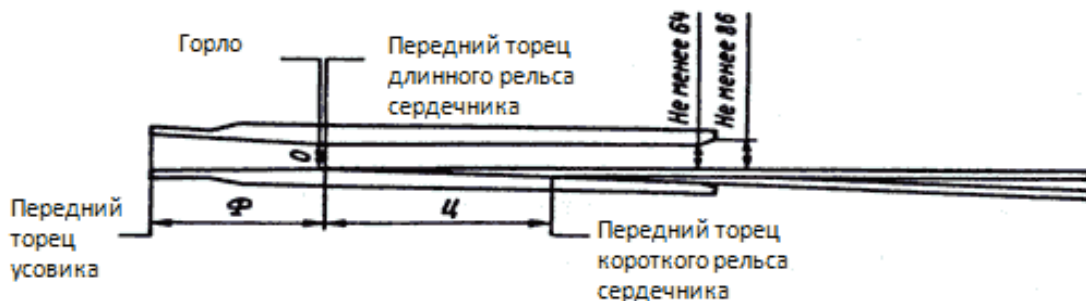 Горло
Передний торец
длинного рельса
сердечника
Не менее 64
Не менее 86
О
Ф
Ц
Передний
торец
усовика
Передний торец
короткого рельса
сердечника